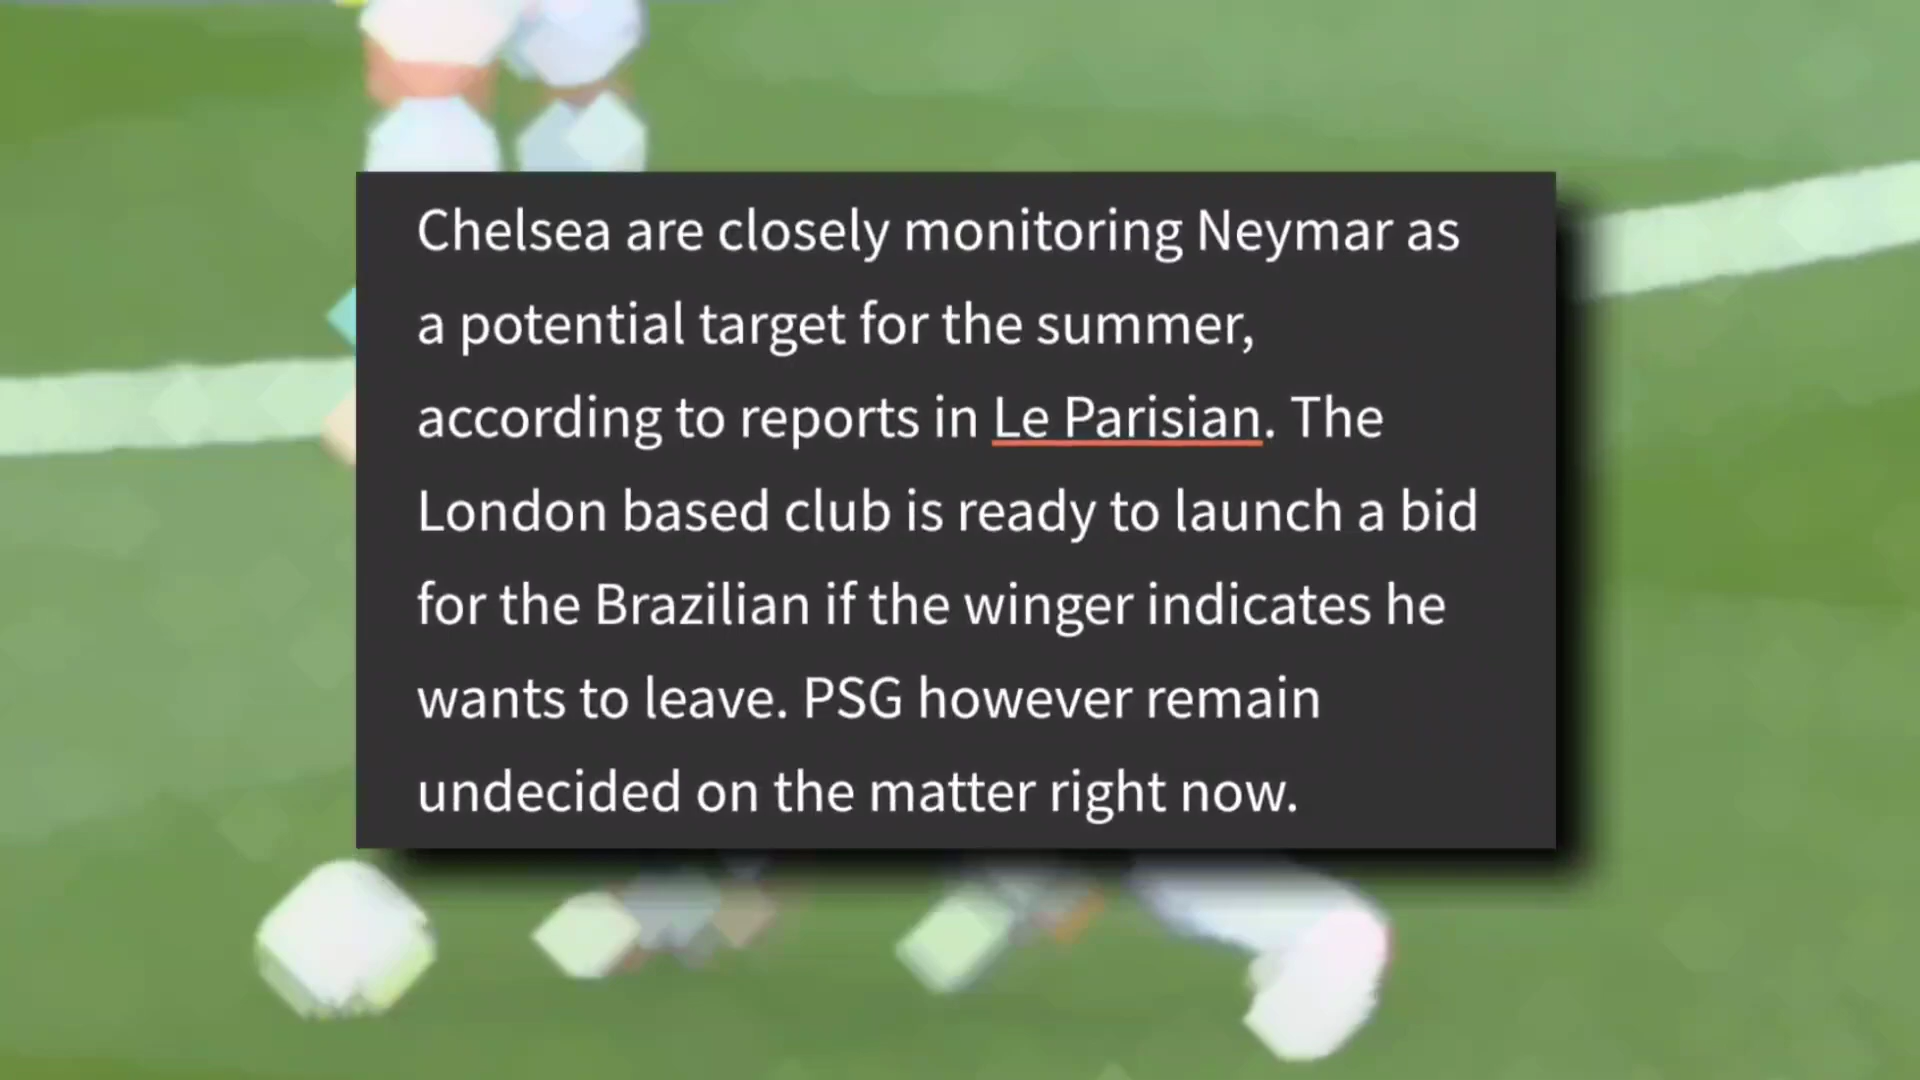 Chelsea are closely monitoring Neymar as
a potential target for the summer,
according to reports in Le Parisian. The
London based club is ready to launch a bid
for the Brazilian if the winger indicates he
wants to leave. PSG however remain
undecided on the matter right now.